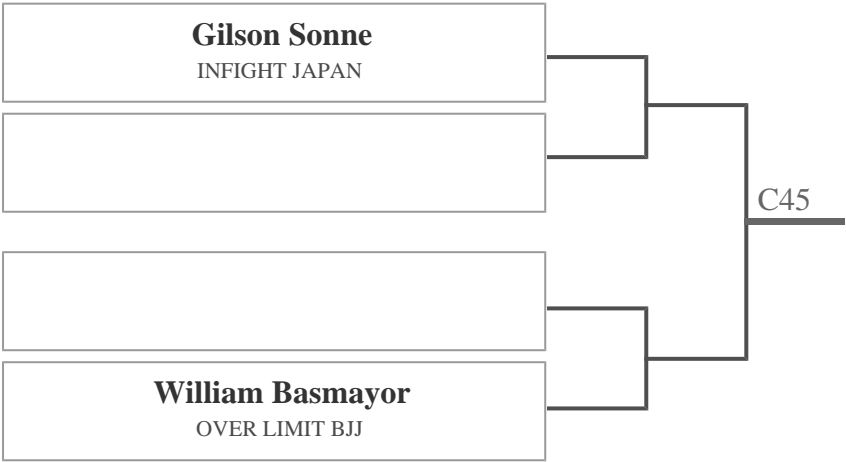 Gilson Sonne
INFIGHT JAPAN
C45
William Basmayor
OVER LIMIT BJJ